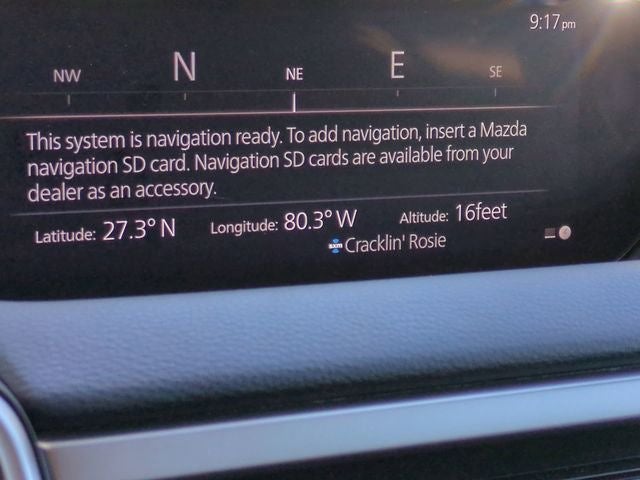 9:17pm
NW N NE E SE
This system is navigation ready. To add navigation, insert a Mazda
navigation SD card. Navigation SD cards are available from your
dealer as an accessory.
Latitude: 27.3° N Longitude: 80.3° W Altitude: 16feet
sxm Cracklin' Rosie